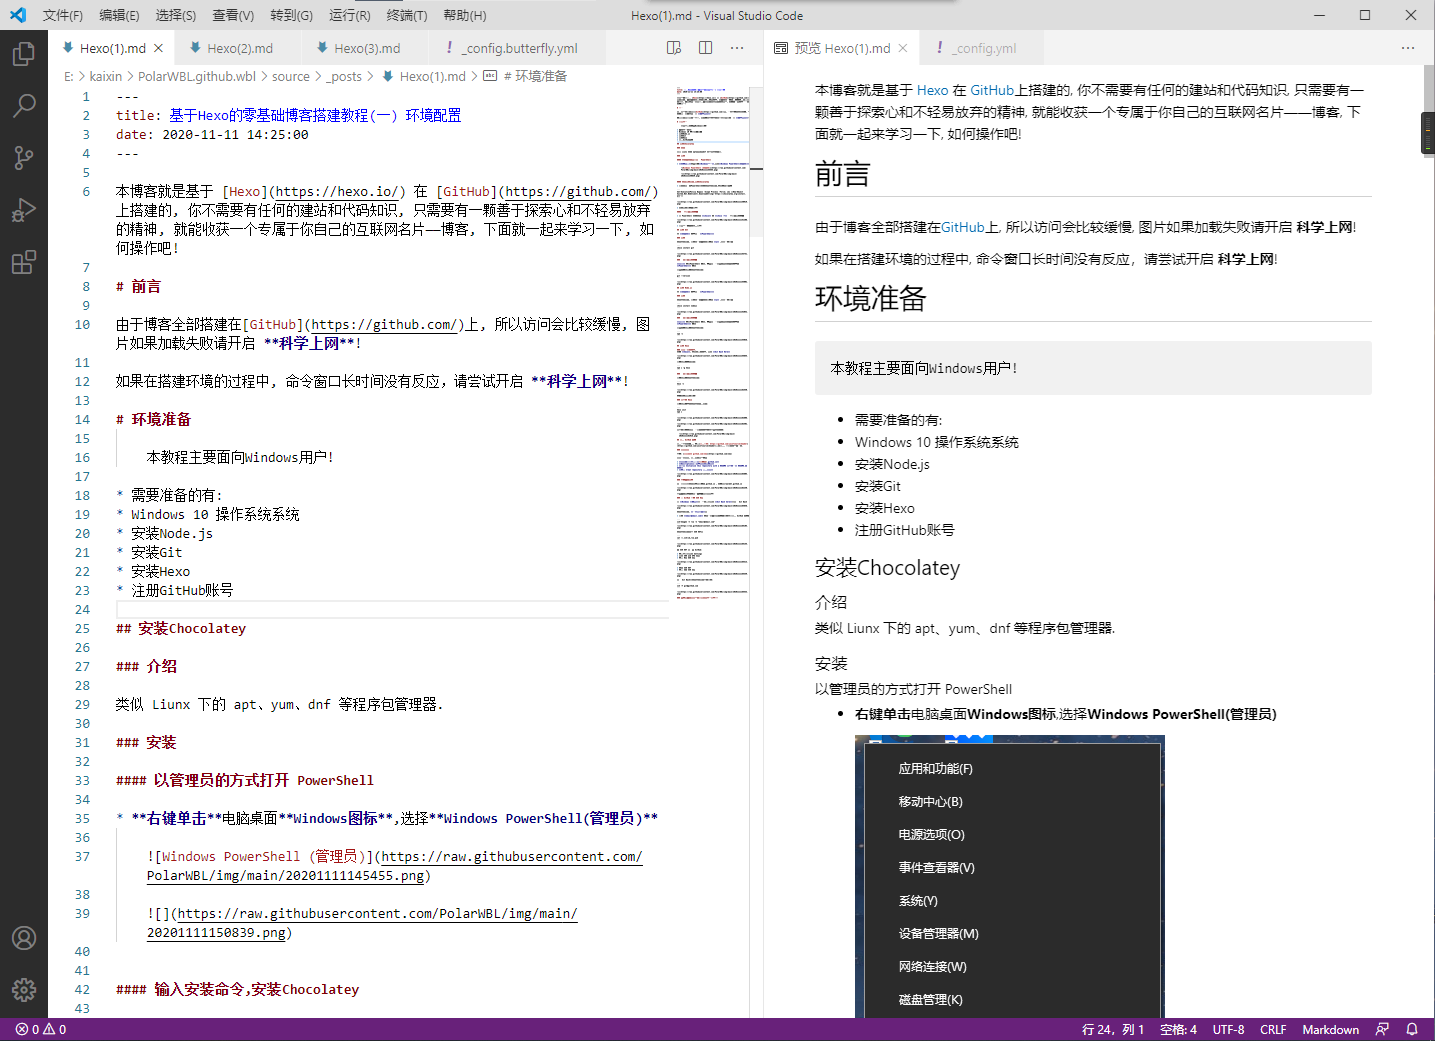 文件(F) 编辑(E) 选择(S) 查看(V) 转到(G) 运行(R) 终端(T) 帮助(H) Hexo(1).md - Visual Studio Code
Hexo(1).md Hexo(2).md Hexo(3).md ! _config.butterfly.yml
E: > kaixin > PolarWBL.github.wbl > source > _posts > Hexo(1).md > # 环境准备
1 ---
2 title: 基于Hexo的零基础博客搭建教程(一) 环境配置
3 date: 2020-11-11 14:25:00
4 ---
5
6 本博客就是基于 [Hexo](https://hexo.io/) 在 [GitHub](https://github.com/)
上搭建的, 你不需要有任何的建站和代码知识, 只需要有一颗善于探索心和不轻易放弃
的精神, 就能收获一个专属于你自己的互联网名片——博客, 下面就一起来学习一下, 如
何操作吧!
7
8 # 前言
9
10 由于博客全部搭建在[GitHub](https://github.com/)上, 所以访问会比较缓慢, 图
片如果加载失败请开启 **科学上网**!
11
12 如果在搭建环境的过程中, 命令窗口长时间没有反应，请尝试开启 **科学上网**!
13
14 # 环境准备
15
16 本教程主要面向Windows用户!
17
18 * 需要准备的有:
19 * Windows 10 操作系统系统
20 * 安装Node.js
21 * 安装Git
22 * 安装Hexo
23 * 注册GitHub账号
24
25 ## 安装Chocolatey
26
27 ### 介绍
28
29 类似 Liunx 下的 apt、yum、dnf 等程序包管理器.
30
31 ### 安装
32
33 #### 以管理员的方式打开 PowerShell
34
35 * **右键单击**电脑桌面**Windows图标**,选择**Windows PowerShell(管理员)**
36
37 ![Windows PowerShell (管理员)](https://raw.githubusercontent.com/
PolarWBL/img/main/20201111145455.png)
38
39 ![](https://raw.githubusercontent.com/PolarWBL/img/main/
20201111150839.png)
40
41
42 #### 输入安装命令,安装Chocolatey
43
预览 Hexo(1).md ! _config.yml
本博客就是基于 Hexo 在 GitHub上搭建的, 你不需要有任何的建站和代码知识, 只需要有一
颗善于探索心和不轻易放弃的精神, 就能收获一个专属于你自己的互联网名片——博客, 下
面就一起来学习一下, 如何操作吧!
前言
由于博客全部搭建在GitHub上, 所以访问会比较缓慢, 图片如果加载失败请开启 科学上网!
如果在搭建环境的过程中, 命令窗口长时间没有反应，请尝试开启 科学上网!
环境准备
本教程主要面向Windows用户!
• 需要准备的有:
• Windows 10 操作系统系统
• 安装Node.js
• 安装Git
• 安装Hexo
• 注册GitHub账号
安装Chocolatey
介绍
类似 Liunx 下的 apt、yum、dnf 等程序包管理器.
安装
以管理员的方式打开 PowerShell
• 右键单击电脑桌面Windows图标,选择Windows PowerShell(管理员)
应用和功能(F)
移动中心(B)
电源选项(O)
事件查看器(V)
系统(Y)
设备管理器(M)
网络连接(W)
磁盘管理(K)
0 0 行 24，列 1 空格: 4 UTF-8 CRLF Markdown